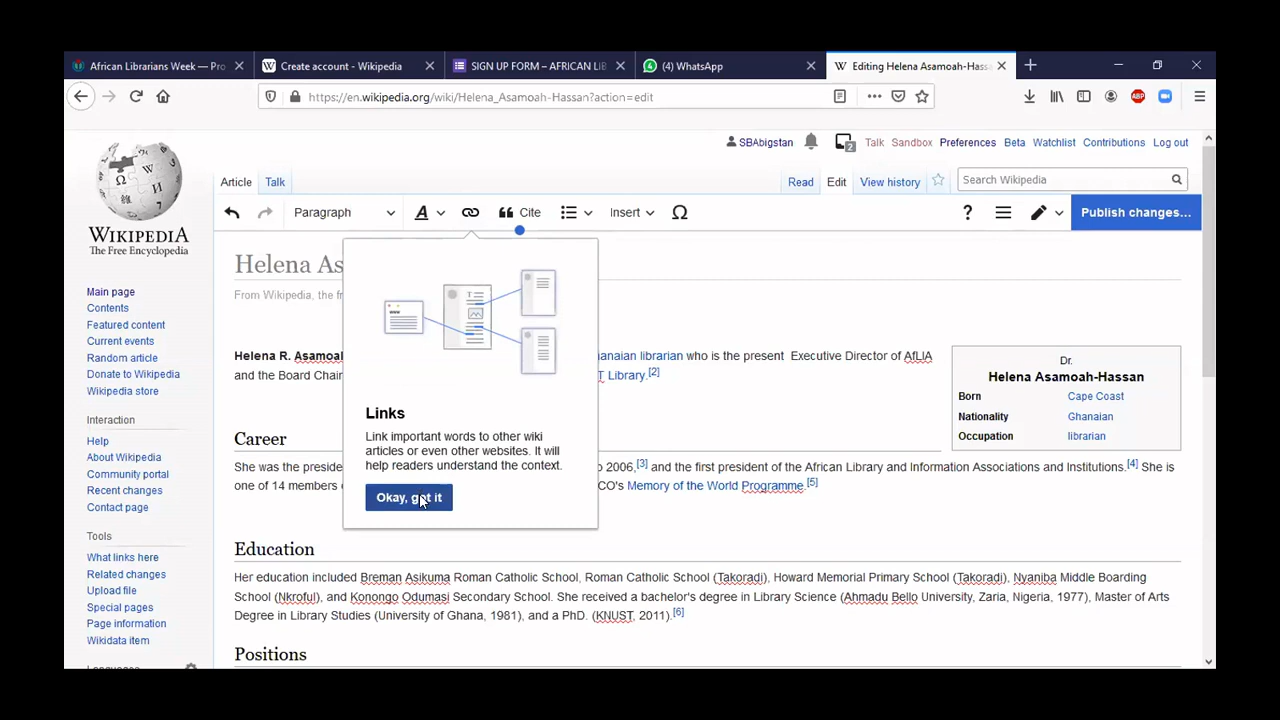 African Librarians Week — Pro
Create account - Wikipedia
SIGN UP FORM – AFRICAN LIB
(4) WhatsApp
Editing Helena Asamoah-Hass
https://en.wikipedia.org/wiki/Helena_Asamoah-Hassan?action=edit
ABP
SBAbigstan
2
Talk
Sandbox
Preferences
Beta
Watchlist
Contributions
Log out
Article
Talk
Read
Edit
View history
Search Wikipedia
WIKIPEDIA
The Free Encyclopedia
Paragraph
A
Cite
Insert
Ω
?
Publish changes...
Main page
Contents
Featured content
Current events
Random article
Donate to Wikipedia
Wikipedia store
Interaction
Help
About Wikipedia
Community portal
Recent changes
Contact page
Tools
What links here
Related changes
Upload file
Special pages
Page information
Wikidata item
Languages
Helena As
From Wikipedia, the fr
Links
Link important words to other wiki
articles or even other websites. It will
help readers understand the context.
Okay, got it
Helena R. Asamoa
hanaian librarian who is the present Executive Director of AfLIA
and the Board Chair
T Library.[2]
Dr.
Helena Asamoah-Hassan
Born Cape Coast
Nationality Ghanaian
Occupation librarian
Career
She was the preside
o 2006,[3] and the first president of the African Library and Information Associations and Institutions.[4] She is
one of 14 members
CO's Memory of the World Programme.[5]
Education
Her education included Breman Asikuma Roman Catholic School, Roman Catholic School (Takoradi), Howard Memorial Primary School (Takoradi), Nyaniba Middle Boarding
School (Nkroful), and Konongo Odumasi Secondary School. She received a bachelor's degree in Library Science (Ahmadu Bello University, Zaria, Nigeria, 1977), Master of Arts
Degree in Library Studies (University of Ghana, 1981), and a PhD. (KNUST, 2011).[6]
Positions